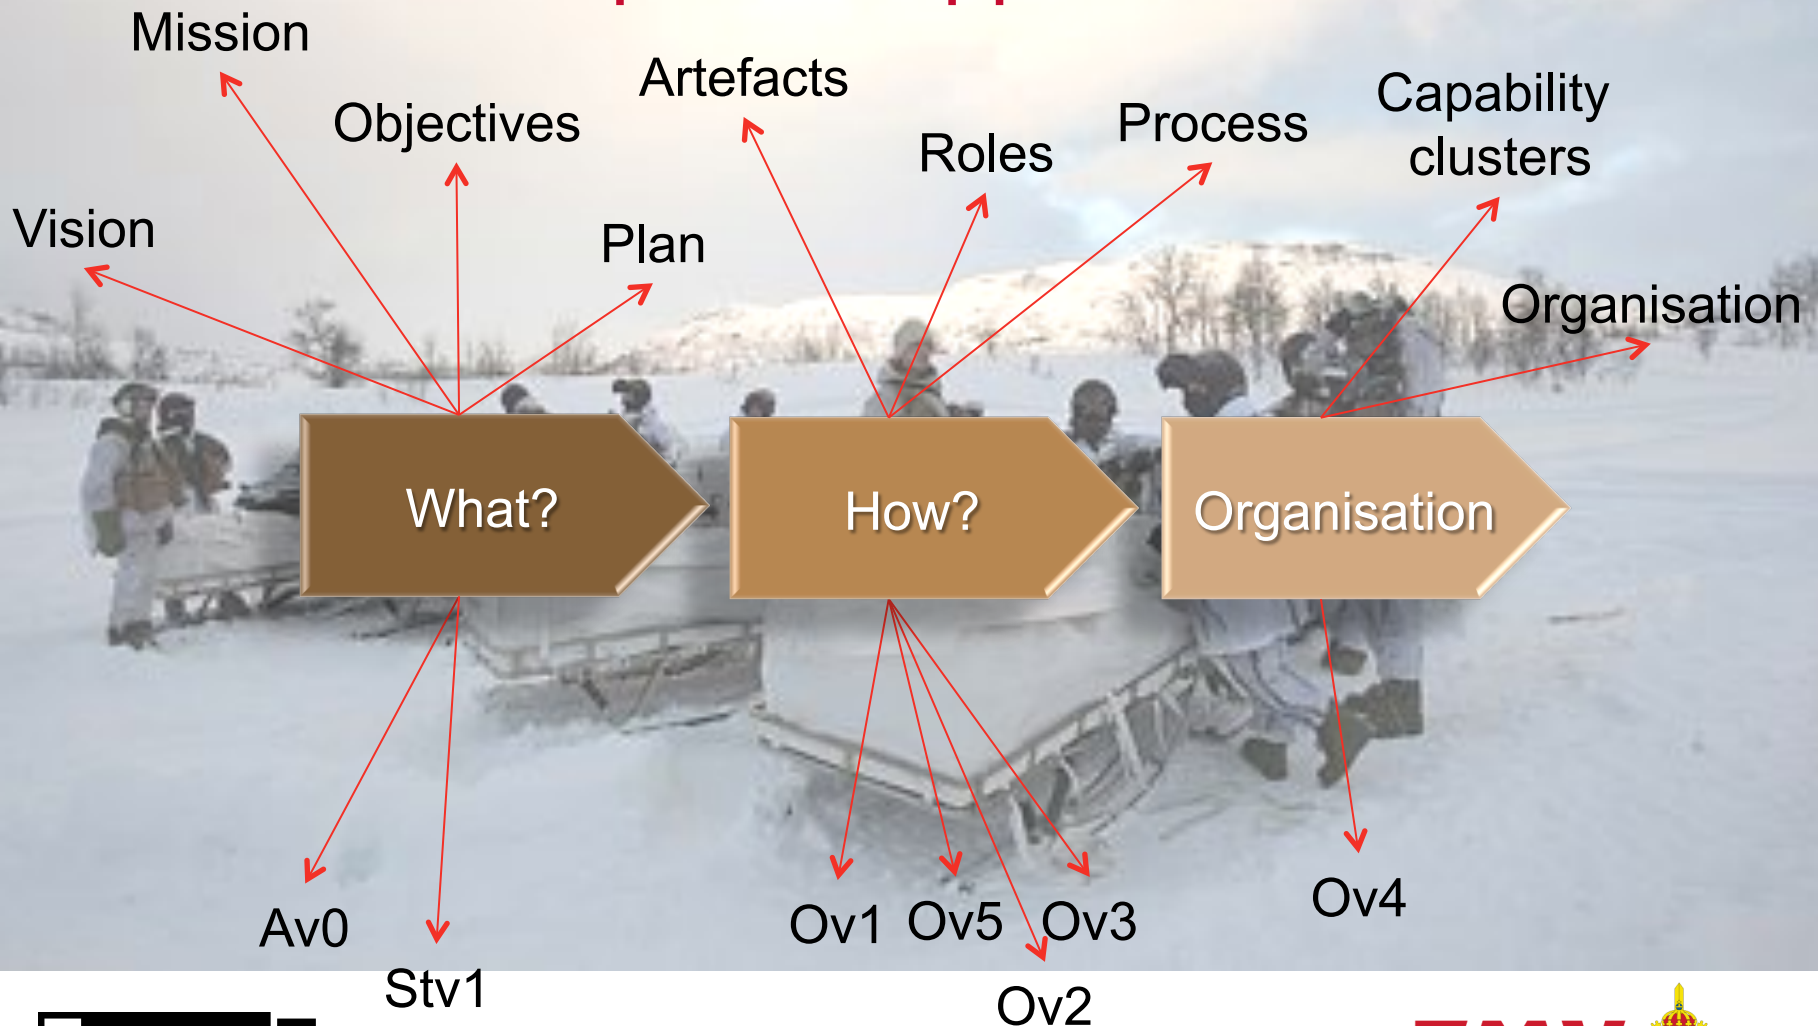 Mission
Artefacts
Capability
clusters
Objectives
Roles
Process
Vision
Plan
Organisation
What?
How?
Organisation
Av0
Stv1
Ov1
Ov5
Ov3
Ov2
Ov4